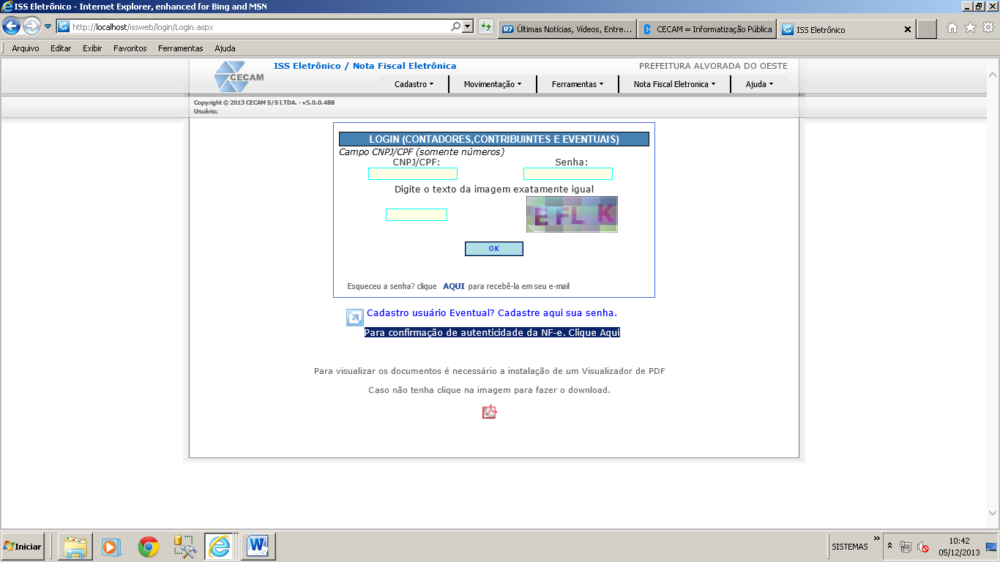 ISS Eletrônico - Internet Explorer, enhanced for Bing and MSN
http://localhost/issweb/login/Login.aspx
R7 Últimas Notícias, Vídeos, Entre...
CECAM = Informatização Pública
ISS Eletrônico
Arquivo Editar Exibir Favoritos Ferramentas Ajuda
CECAM
ISS Eletrônico / Nota Fiscal Eletrônica
PREFEITURA ALVORADA DO OESTE
Cadastro Movimentação Ferramentas Nota Fiscal Eletronica Ajuda
Copyright © 2013 CECAM S/S LTDA. - v5.0.0.488
Usuário:
LOGIN (CONTADORES,CONTRIBUINTES E EVENTUAIS)
Campo CNPJ/CPF (somente números)
CNPJ/CPF: Senha:
Digite o texto da imagem exatamente igual
E FL K
OK
Esqueceu a senha? clique AQUI para recebê-la em seu e-mail
Cadastro usuário Eventual? Cadastre aqui sua senha.
Para confirmação de autenticidade da NF-e. Clique Aqui
Para visualizar os documentos é necessário a instalação de um Visualizador de PDF
Caso não tenha clique na imagem para fazer o download.
Iniciar
SISTEMAS
10:42
05/12/2013